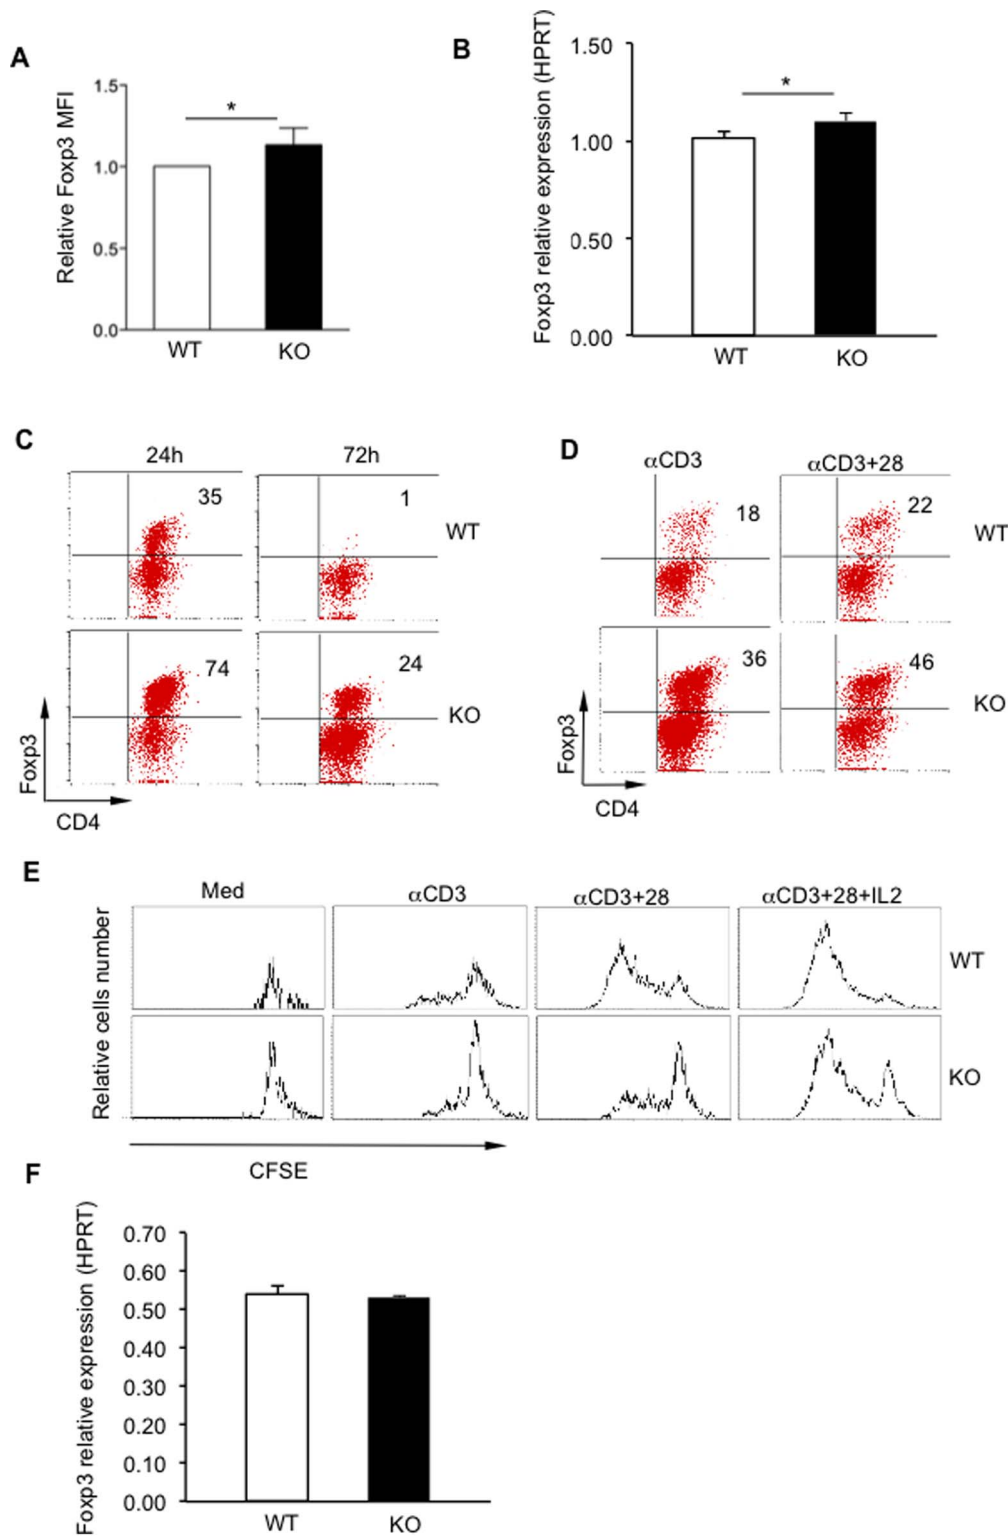 A
Relative Foxp3 MFI
1.5
1.0
0.5
0.0
*
WT
KO
B
Foxp3 relative expression (HPRT)
1.50
1.00
0.50
0.00
*
WT
KO
C
24h
72h
35
1
WT
74
24
KO
Foxp3
CD4
D
αCD3
αCD3+28
18
22
WT
36
46
KO
Foxp3
CD4
E
Med
αCD3
αCD3+28
αCD3+28+IL2
Relative cells number
WT
KO
CFSE
F
Foxp3 relative expression (HPRT)
0.70
0.60
0.50
0.40
0.30
0.20
0.10
0.00
WT
KO